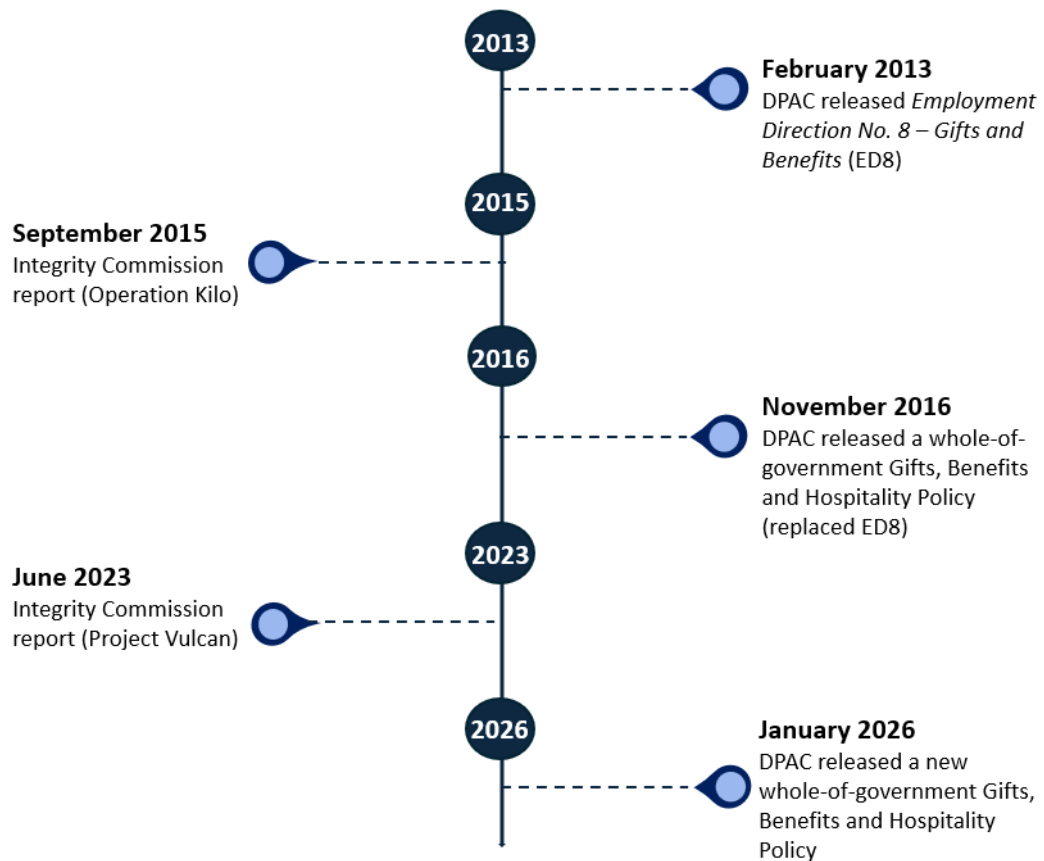 2013
February 2013
DPAC released Employment
Direction No. 8 – Gifts and
Benefits (ED8)
2015
September 2015
Integrity Commission
report (Operation Kilo)
2016
November 2016
DPAC released a whole-of-
government Gifts, Benefits
and Hospitality Policy
(replaced ED8)
2023
June 2023
Integrity Commission
report (Project Vulcan)
2026
January 2026
DPAC released a new
whole-of-government Gifts,
Benefits and Hospitality
Policy